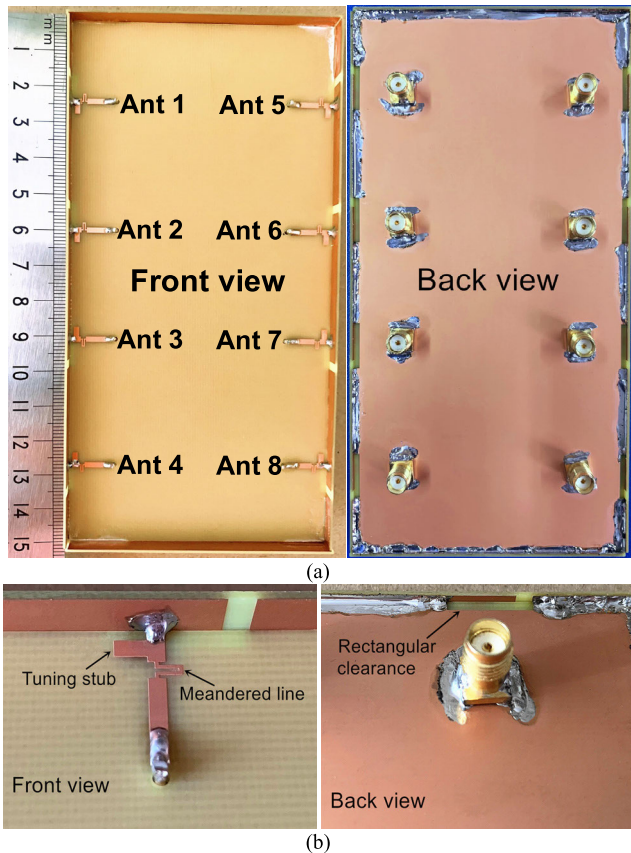 mm
1
2
3
4
5
6
7
8
9
10
11
12
13
14
15
Ant 1 Ant 5
Ant 2 Ant 6
Front view
Back view
Ant 3 Ant 7
Ant 4 Ant 8
(a)
Tuning stub
Meandered line
Front view
Rectangular
clearance
Back view
(b)